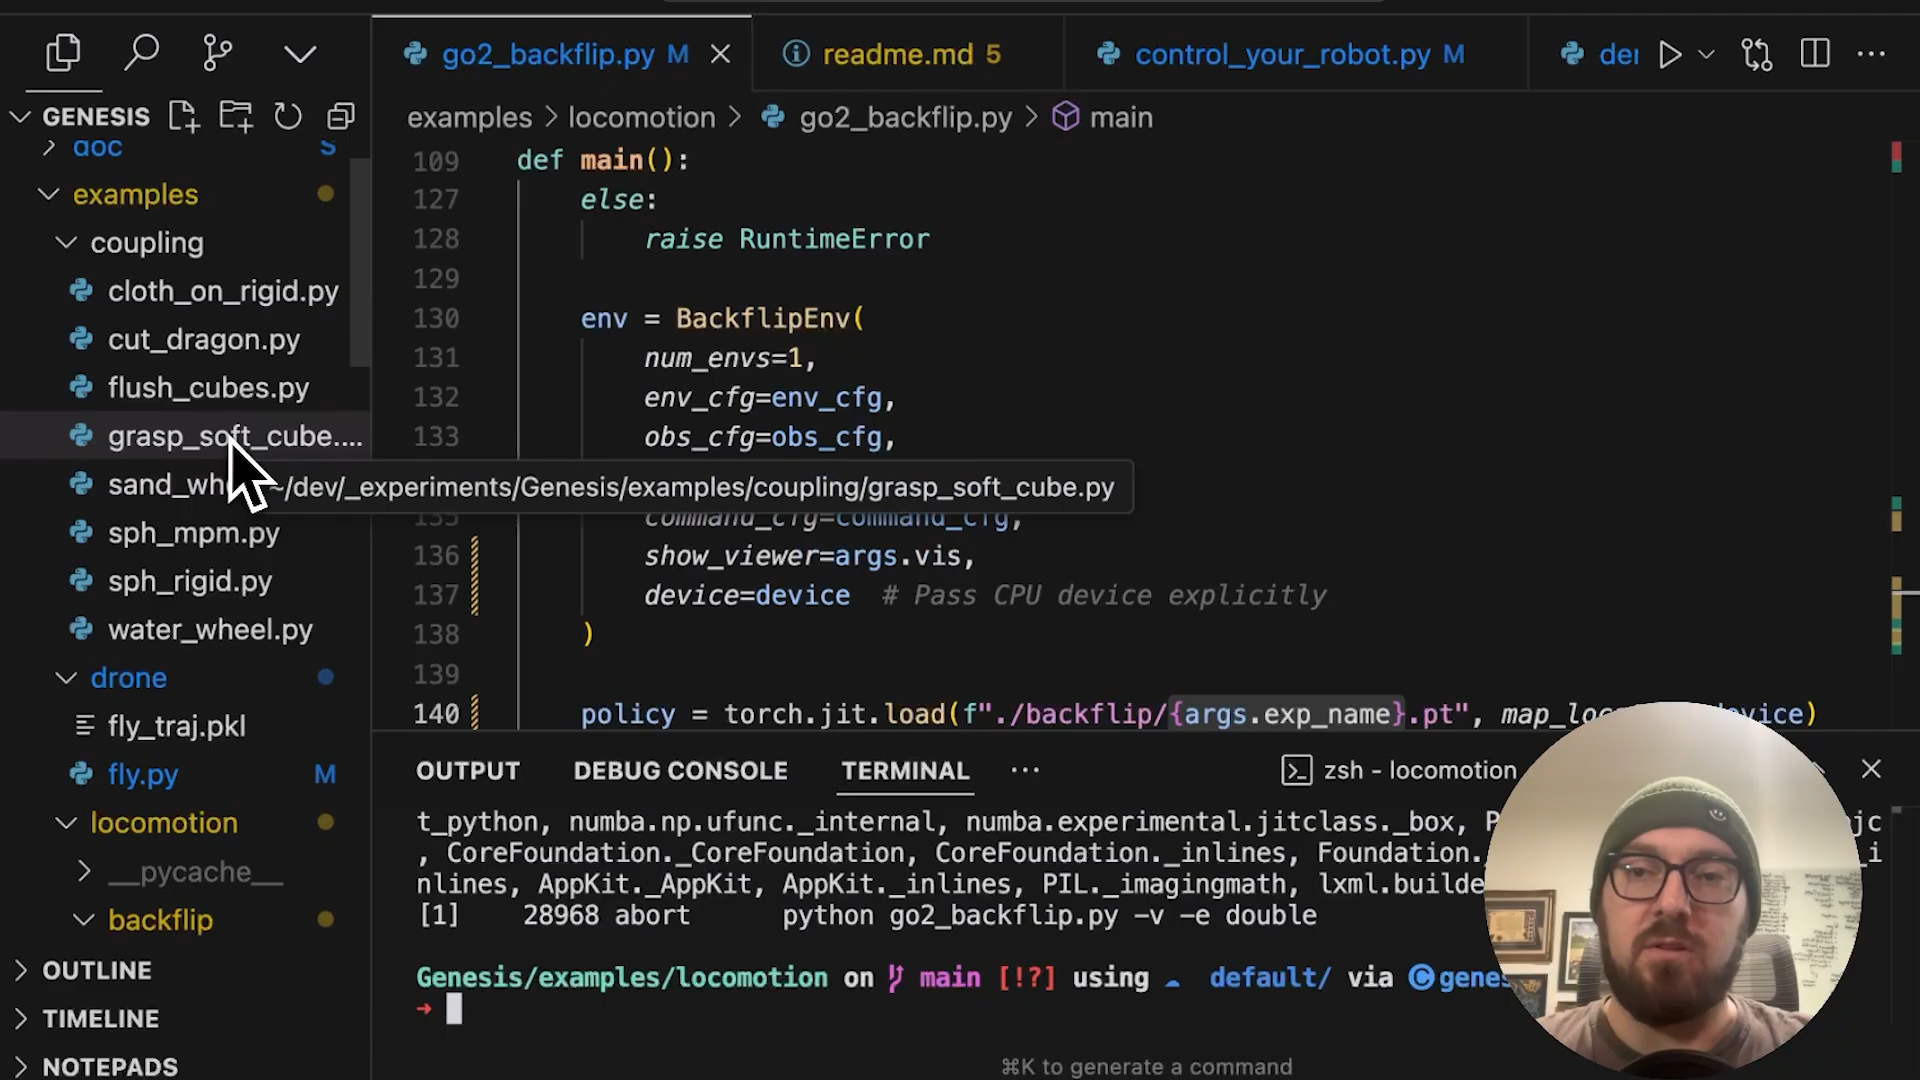 go2_backflip.py M
readme.md 5
control_your_robot.py M
GENESIS
examples > locomotion > go2_backflip.py > main
doc S
examples
coupling
cloth_on_rigid.py
cut_dragon.py
flush_cubes.py
grasp_soft_cube....
~/dev/_experiments/Genesis/examples/coupling/grasp_soft_cube.py
sph_mpm.py
sph_rigid.py
water_wheel.py
drone
fly_traj.pkl
fly.py M
locomotion
__pycache__
backflip
OUTLINE
TIMELINE
NOTEPADS
109 def main():
127 else:
128 raise RuntimeError
129
130 env = BackflipEnv(
131 num_envs=1,
132 env_cfg=env_cfg,
133 obs_cfg=obs_cfg,
135 command_cfg=command_cfg,
136 show_viewer=args.vis,
137 device=device # Pass CPU device explicitly
138 )
139
140 policy = torch.jit.load(f"./backflip/{args.exp_name}.pt",
OUTPUT DEBUG CONSOLE TERMINAL ··· zsh - locomotion
t_python, numba.np.ufunc._internal, numba.experimental.jitclass._box,
, CoreFoundation._CoreFoundation, CoreFoundation._inlines, Foundation.
nlines, AppKit._AppKit, AppKit._inlines, PIL._imagingmath,
[1] 28968 abort python go2_backflip.py -v -e double
Genesis/examples/locomotion on main [!?] using default/ via
⌘K to generate a command